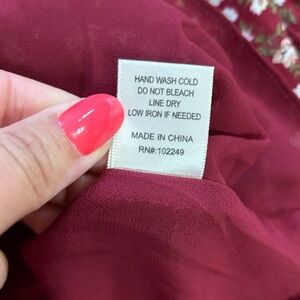 HAND WASH COLD
DO NOT BLEACH
LINE DRY
LOW IRON IF NEEDED
MADE IN CHINA
RN#:102249